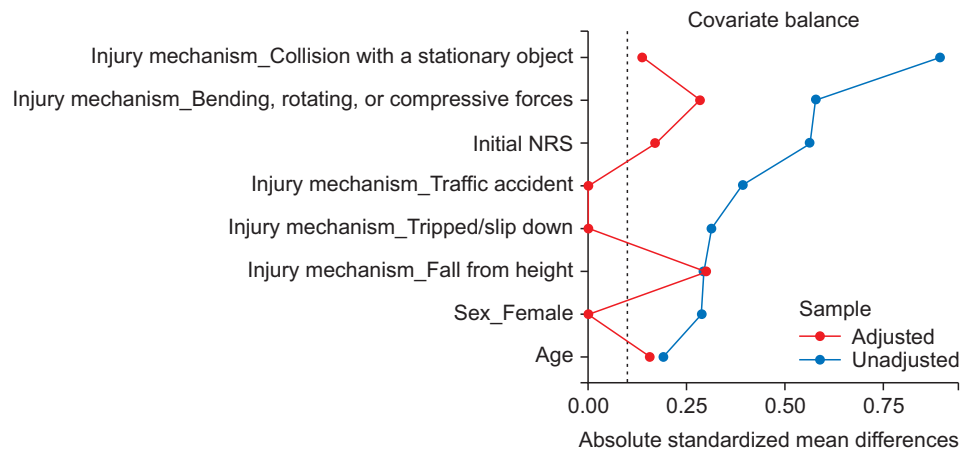 Covariate balance
Injury mechanism_Collision with a stationary object
Injury mechanism_Bending, rotating, or compressive forces
Initial NRS
Injury mechanism_Traffic accident
Injury mechanism_Tripped/slip down
Injury mechanism_Fall from height
Sex_Female
Age
Sample
Adjusted
Unadjusted
0.00 0.25 0.50 0.75
Absolute standardized mean differences